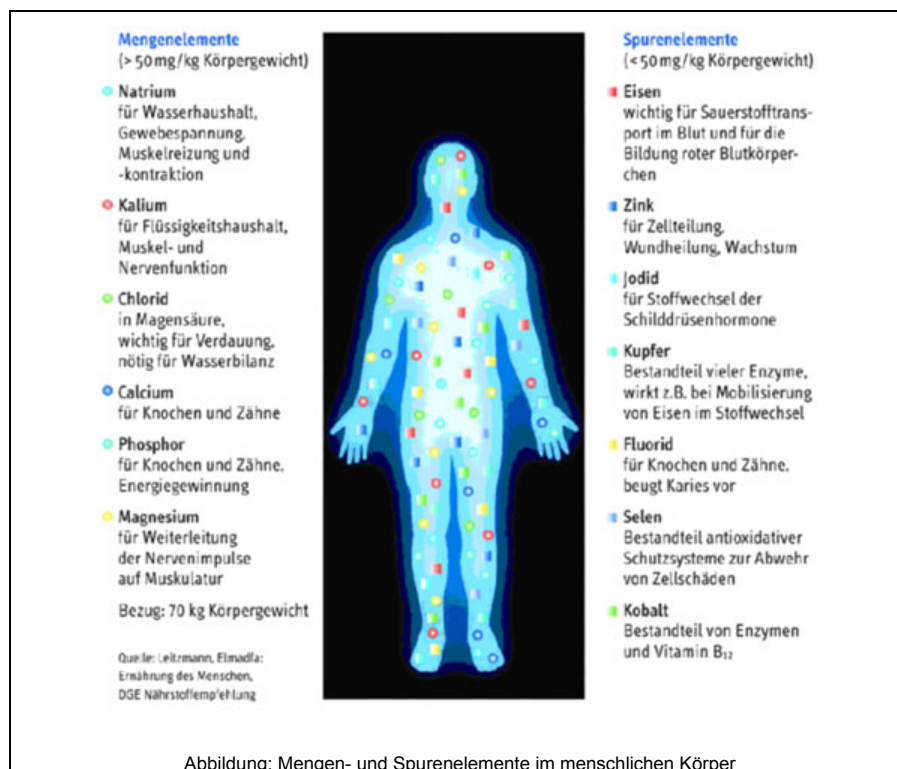 Mengenelemente
(> 50 mg/kg Körpergewicht)
Natrium
für Wasserhaushalt,
Gewebespannung,
Muskelreizung und
-kontraktion
Kalium
für Flüssigkeitshaushalt,
Muskel- und
Nervenfunktion
Chlorid
in Magensäure,
wichtig für Verdauung,
nötig für Wasserbilanz
Calcium
für Knochen und Zähne
Phosphor
für Knochen und Zähne,
Energiegewinnung
Magnesium
für Weiterleitung
der Nervenimpulse
auf Muskulatur
Bezug: 70 kg Körpergewicht
Quelle: Leitzmann, Elmadfa:
Ernährung des Menschen,
DGE Nährstoffempfehlung
Spurenelemente
(< 50 mg/kg Körpergewicht)
Eisen
wichtig für Sauerstofftrans-
port im Blut und für die
Bildung roter Blutkörper-
chen
Zink
für Zellteilung,
Wundheilung, Wachstum
Jodid
für Stoffwechsel der
Schilddrüsenhormone
Kupfer
Bestandteil vieler Enzyme,
wirkt z.B. bei Mobilisierung
von Eisen im Stoffwechsel
Fluorid
für Knochen und Zähne,
beugt Karies vor
Selen
Bestandteil antioxidativer
Schutzsysteme zur Abwehr
von Zellschäden
Kobalt
Bestandteil von Enzymen
und Vitamin B₁₂
Abbildung: Mengen- und Spurenelemente im menschlichen Körper